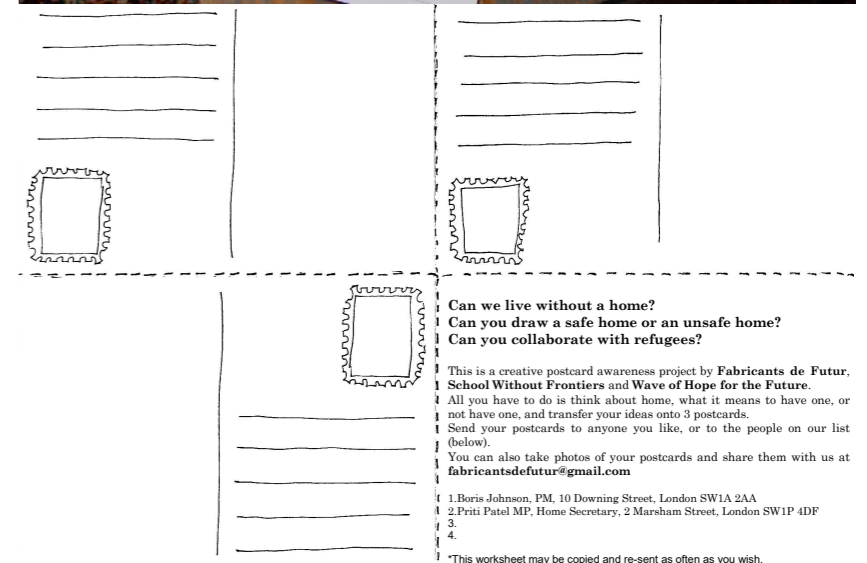 Can we live without a home?
Can you draw a safe home or an unsafe home?
Can you collaborate with refugees?
This is a creative postcard awareness project by Fabricants de Futur,
School Without Frontiers and Wave of Hope for the Future.
All you have to do is think about home, what it means to have one, or
not have one, and transfer your ideas onto 3 postcards.
Send your postcards to anyone you like, or to the people on our list
(below).
You can also take photos of your postcards and share them with us at
fabricantsdefutur@gmail.com
1.Boris Johnson, PM, 10 Downing Street, London SW1A 2AA
2.Priti Patel MP, Home Secretary, 2 Marsham Street, London SW1P 4DF
3.
4.
*This worksheet may be copied and re-sent as often as you wish.